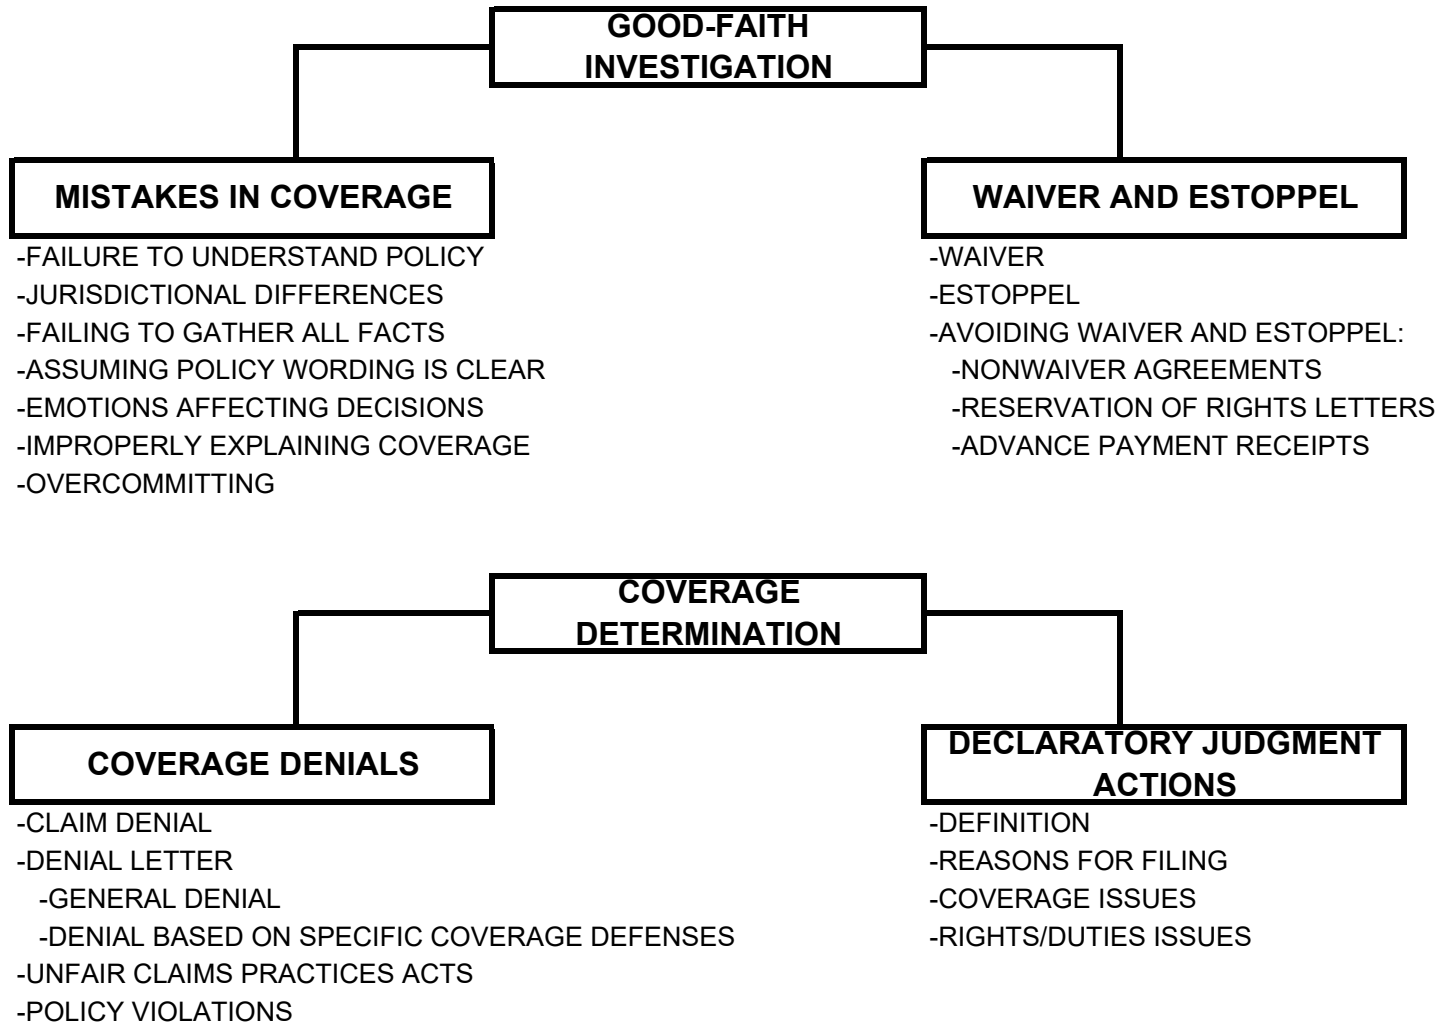 GOOD-FAITH
INVESTIGATION
MISTAKES IN COVERAGE
-FAILURE TO UNDERSTAND POLICY
-JURISDICTIONAL DIFFERENCES
-FAILING TO GATHER ALL FACTS
-ASSUMING POLICY WORDING IS CLEAR
-EMOTIONS AFFECTING DECISIONS
-IMPROPERLY EXPLAINING COVERAGE
-OVERCOMMITTING
WAIVER AND ESTOPPEL
-WAIVER
-ESTOPPEL
-AVOIDING WAIVER AND ESTOPPEL:
-NONWAIVER AGREEMENTS
-RESERVATION OF RIGHTS LETTERS
-ADVANCE PAYMENT RECEIPTS
COVERAGE
DETERMINATION
COVERAGE DENIALS
-CLAIM DENIAL
-DENIAL LETTER
-GENERAL DENIAL
-DENIAL BASED ON SPECIFIC COVERAGE DEFENSES
-UNFAIR CLAIMS PRACTICES ACTS
-POLICY VIOLATIONS
DECLARATORY JUDGMENT
ACTIONS
-DEFINITION
-REASONS FOR FILING
-COVERAGE ISSUES
-RIGHTS/DUTIES ISSUES